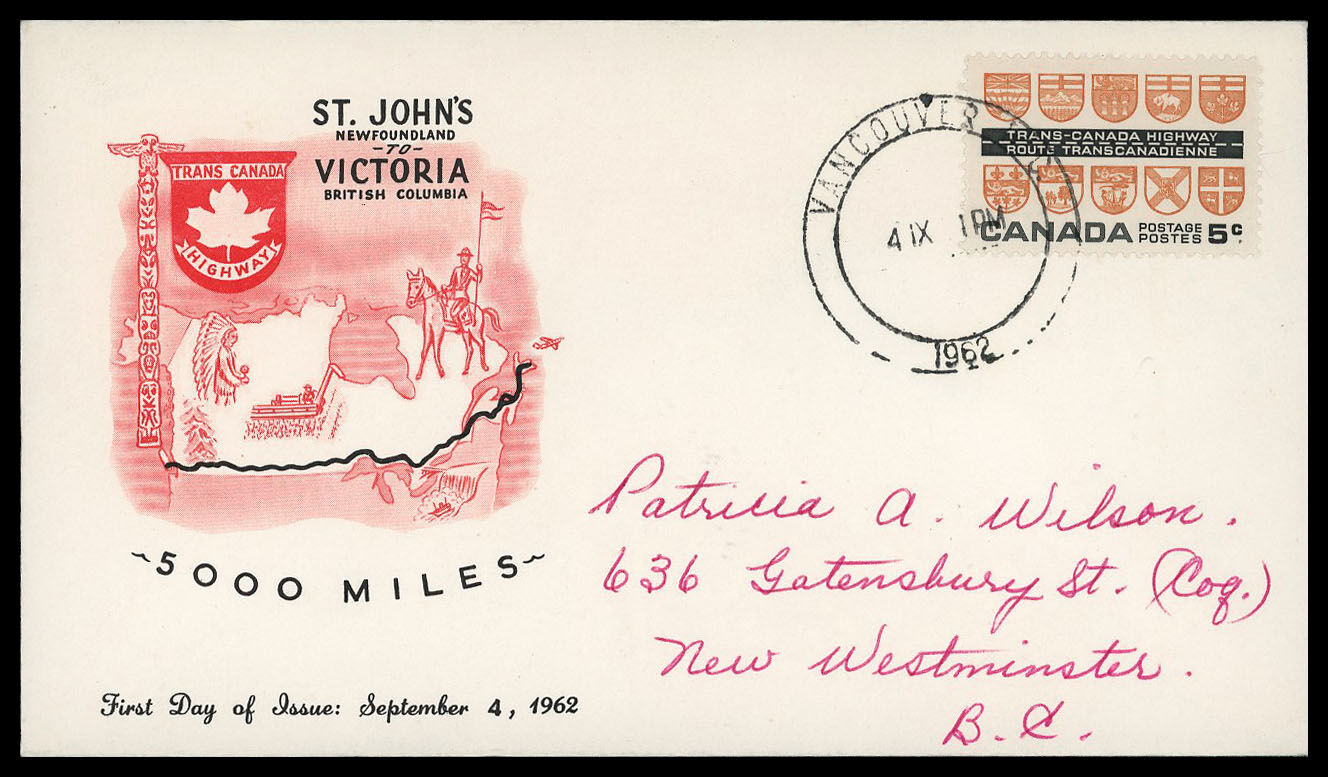 ST. JOHN'S
NEWFOUNDLAND
-TO-
VICTORIA
BRITISH COLUMBIA
TRANS CANADA
HIGHWAY
~5000 MILES~
First Day of Issue: September 4, 1962
TRANS-CANADA HIGHWAY
ROUTE TRANSCANADIENNE
CANADA POSTAGE
POSTES 5c
VANCOUVER
4 IX 1PM
1962
Patricia A. Wilson.
636 Gatensbury St. (Coq.)
New Westminster.
B.C.